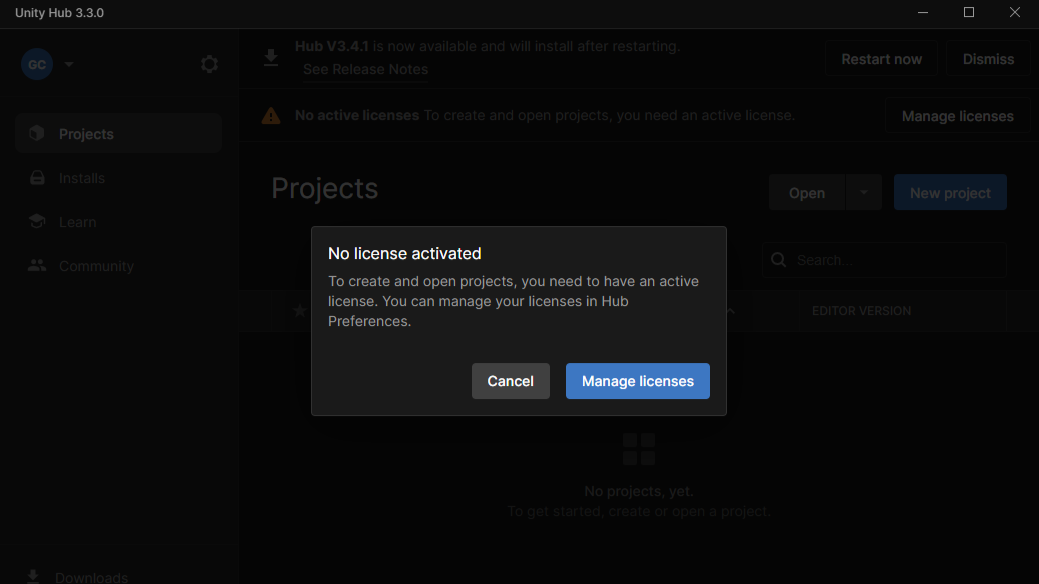 Unity Hub 3.3.0
GC
Hub V3.4.1 is now available and will install after restarting.
See Release Notes
Restart now
Dismiss
No active licenses To create and open projects, you need an active license.
Manage licenses
Projects
Installs
Learn
Community
Downloads
Projects
Open
New project
Search...
EDITOR VERSION
No license activated
To create and open projects, you need to have an active
license. You can manage your licenses in Hub
Preferences.
Cancel
Manage licenses
No projects, yet.
To get started, create or open a project.